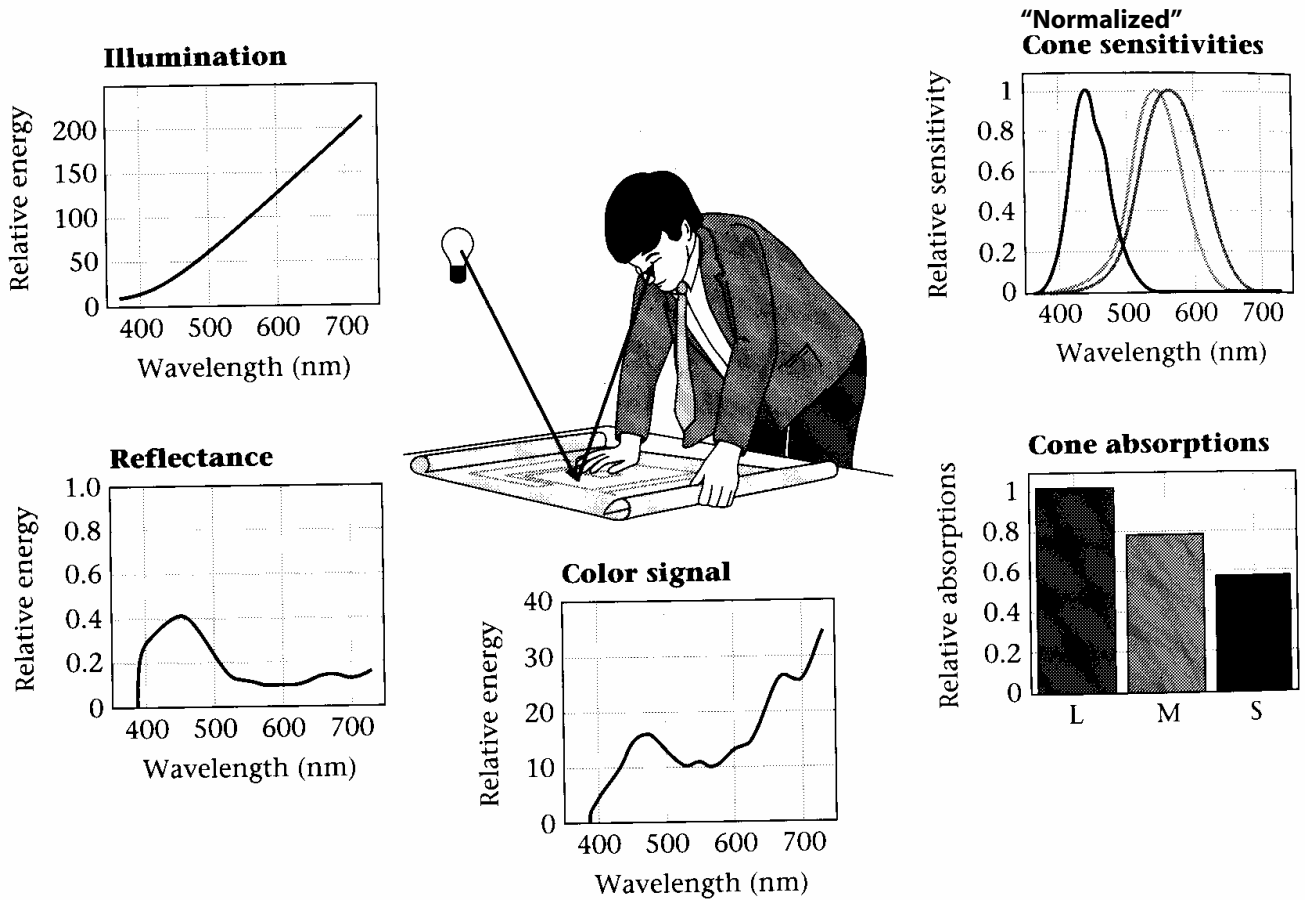 Illumination
Relative energy
200
150
100
50
0
400 500 600 700
Wavelength (nm)
“Normalized”
Cone sensitivities
Relative sensitivity
1
0.8
0.6
0.4
0.2
0
400 500 600 700
Wavelength (nm)
Reflectance
Relative energy
1.0
0.8
0.6
0.4
0.2
0
400 500 600 700
Wavelength (nm)
Color signal
Relative energy
40
30
20
10
0
400 500 600 700
Wavelength (nm)
Cone absorptions
Relative absorptions
1
0.8
0.6
0.4
0.2
0
L M S